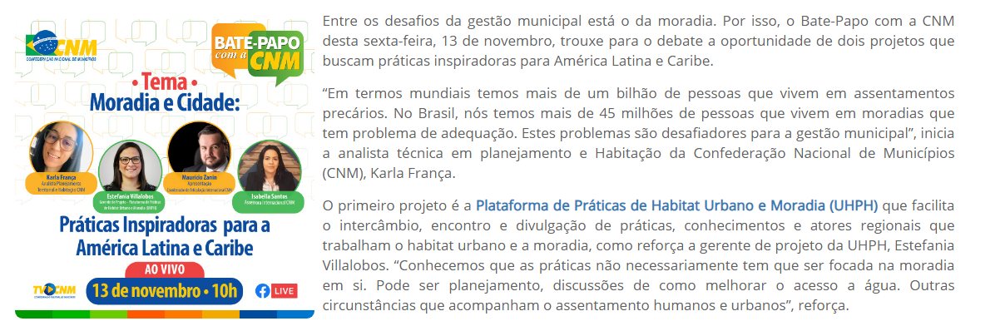 CNM
CONFEDERAÇÃO NACIONAL DE MUNICÍPIOS
BATE-PAPO
com a
CNM
• Tema •
Moradia e Cidade:
Karla França
Analista Planejamento
Territorial e Habitação CNM
Estefania Villalobos
Gerente de Projeto - Plataforma de Práticas
de Habitat Urbano e Moradia (UHPH)
Maurício Zanin
Apresentação
Coordenador de Articulação Internacional CNM
Isabella Santos
Assessora Internacional CNM
Práticas Inspiradoras para a
América Latina e Caribe
AO VIVO
TV CNM
13 de novembro • 10h
LIVE
Entre os desafios da gestão municipal está o da moradia. Por isso, o Bate-Papo com a CNM
desta sexta-feira, 13 de novembro, trouxe para o debate a oportunidade de dois projetos que
buscam práticas inspiradoras para América Latina e Caribe.
“Em termos mundiais temos mais de um bilhão de pessoas que vivem em assentamentos
precários. No Brasil, nós temos mais de 45 milhões de pessoas que vivem em moradias que
tem problema de adequação. Estes problemas são desafiadores para a gestão municipal”, inicia
a analista técnica em planejamento e Habitação da Confederação Nacional de Municípios
(CNM), Karla França.
O primeiro projeto é a Plataforma de Práticas de Habitat Urbano e Moradia (UHPH) que facilita
o intercâmbio, encontro e divulgação de práticas, conhecimentos e atores regionais que
trabalham o habitat urbano e a moradia, como reforça a gerente de projeto da UHPH, Estefania
Villalobos. “Conhecemos que as práticas não necessariamente tem que ser focada na moradia
em si. Pode ser planejamento, discussões de como melhorar o acesso a água. Outras
circunstâncias que acompanham o assentamento humanos e urbanos”, reforça.